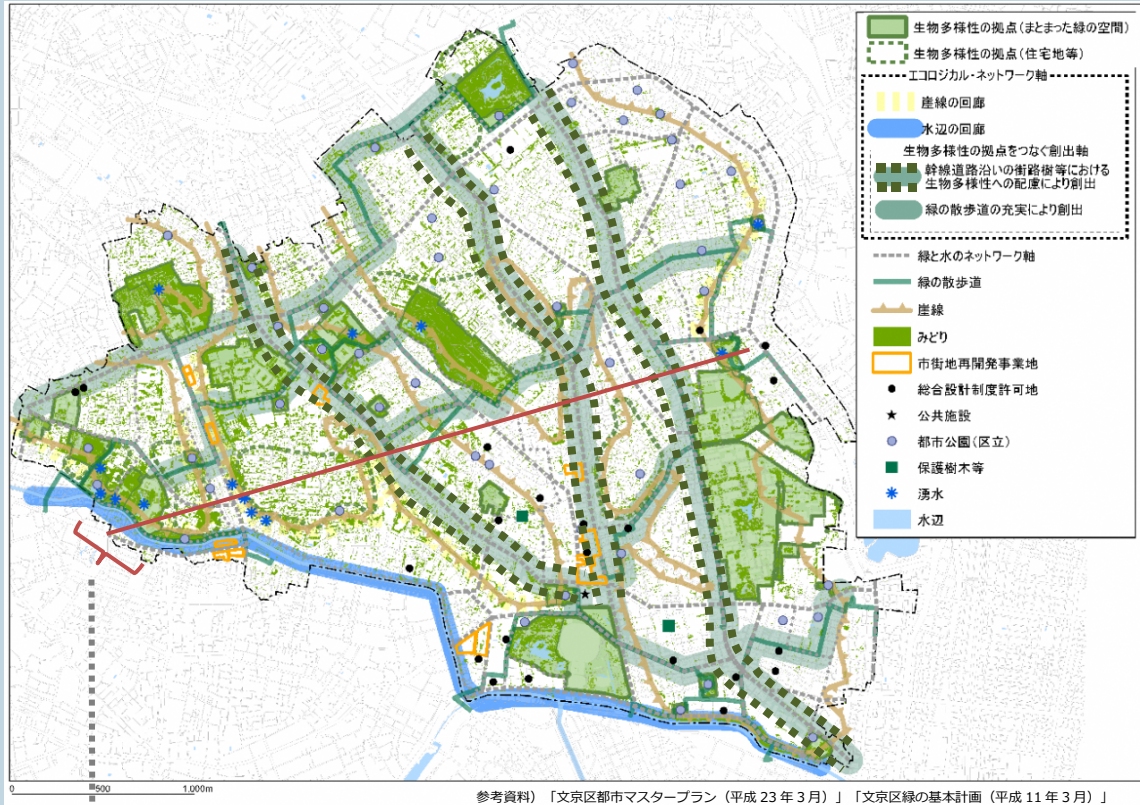 生物多様性の拠点(まとまった緑の空間)
生物多様性の拠点(住宅地等)
エコロジカル・ネットワーク軸
崖線の回廊
水辺の回廊
生物多様性の拠点をつなぐ創出軸
幹線道路沿いの街路樹等における
生物多様性への配慮により創出
緑の散歩道の充実により創出
緑と水のネットワーク軸
緑の散歩道
崖線
みどり
市街地再開発事業地
総合設計制度許可地
公共施設
都市公園(区立)
保護樹木等
湧水
水辺
0 500 1,000m
参考資料)「文京区都市マスタープラン(平成 23 年 3 月)」「文京区緑の基本計画(平成 11 年 3 月)」